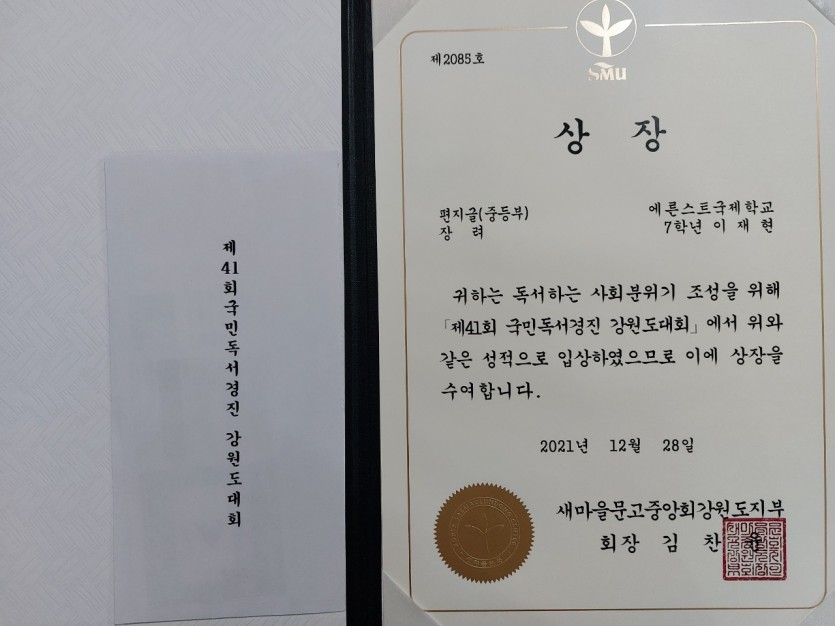 제41회국민독서경진 강원도대회
제2085호
SMU
상 장
편지글(중등부)
장 려
에른스트국제학교
7학년 이재현
귀하는 독서하는 사회분위기 조성을 위해
「제41회 국민독서경진 강원도대회」에서 위와
같은 성적으로 입상하였으므로 이에 상장을
수여합니다.
2021년 12월 28일
새마을문고중앙회강원도지부
회장 김 찬